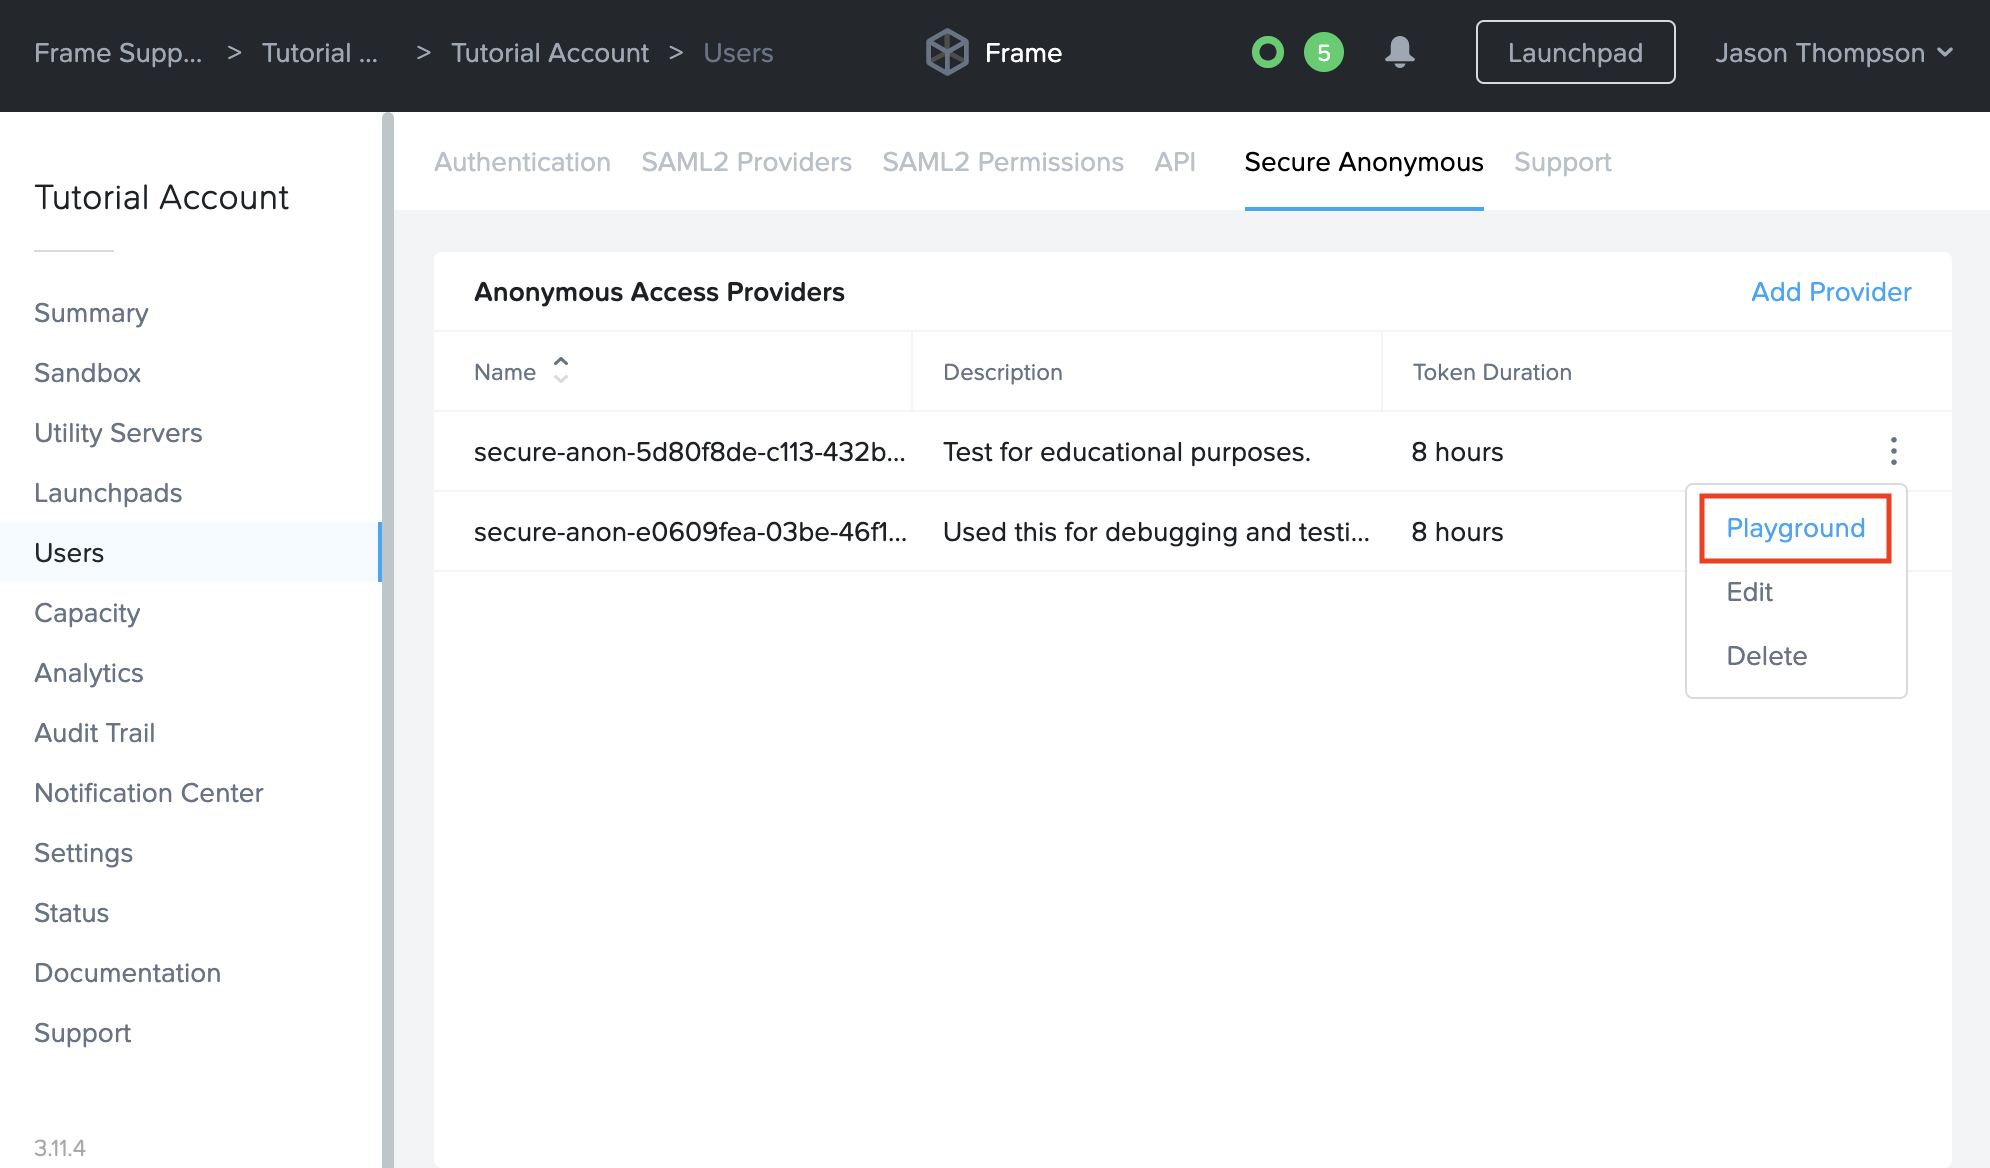 Frame Supp... > Tutorial ... > Tutorial Account > Users
Frame
5
Launchpad
Jason Thompson
Tutorial Account
Summary
Sandbox
Utility Servers
Launchpads
Users
Capacity
Analytics
Audit Trail
Notification Center
Settings
Status
Documentation
Support
3.11.4
Authentication SAML2 Providers SAML2 Permissions API Secure Anonymous Support
Anonymous Access Providers Add Provider
Name Description Token Duration
secure-anon-5d80f8de-c113-432b... Test for educational purposes. 8 hours
secure-anon-e0609fea-03be-46f1... Used this for debugging and testi... 8 hours
Playground
Edit
Delete